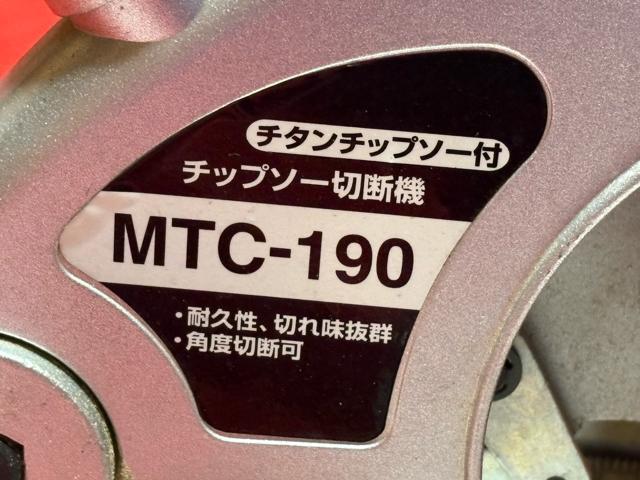 チタンチップソー付
チップソー切断機
MTC-190
・耐久性、切れ味抜群
・角度切断可